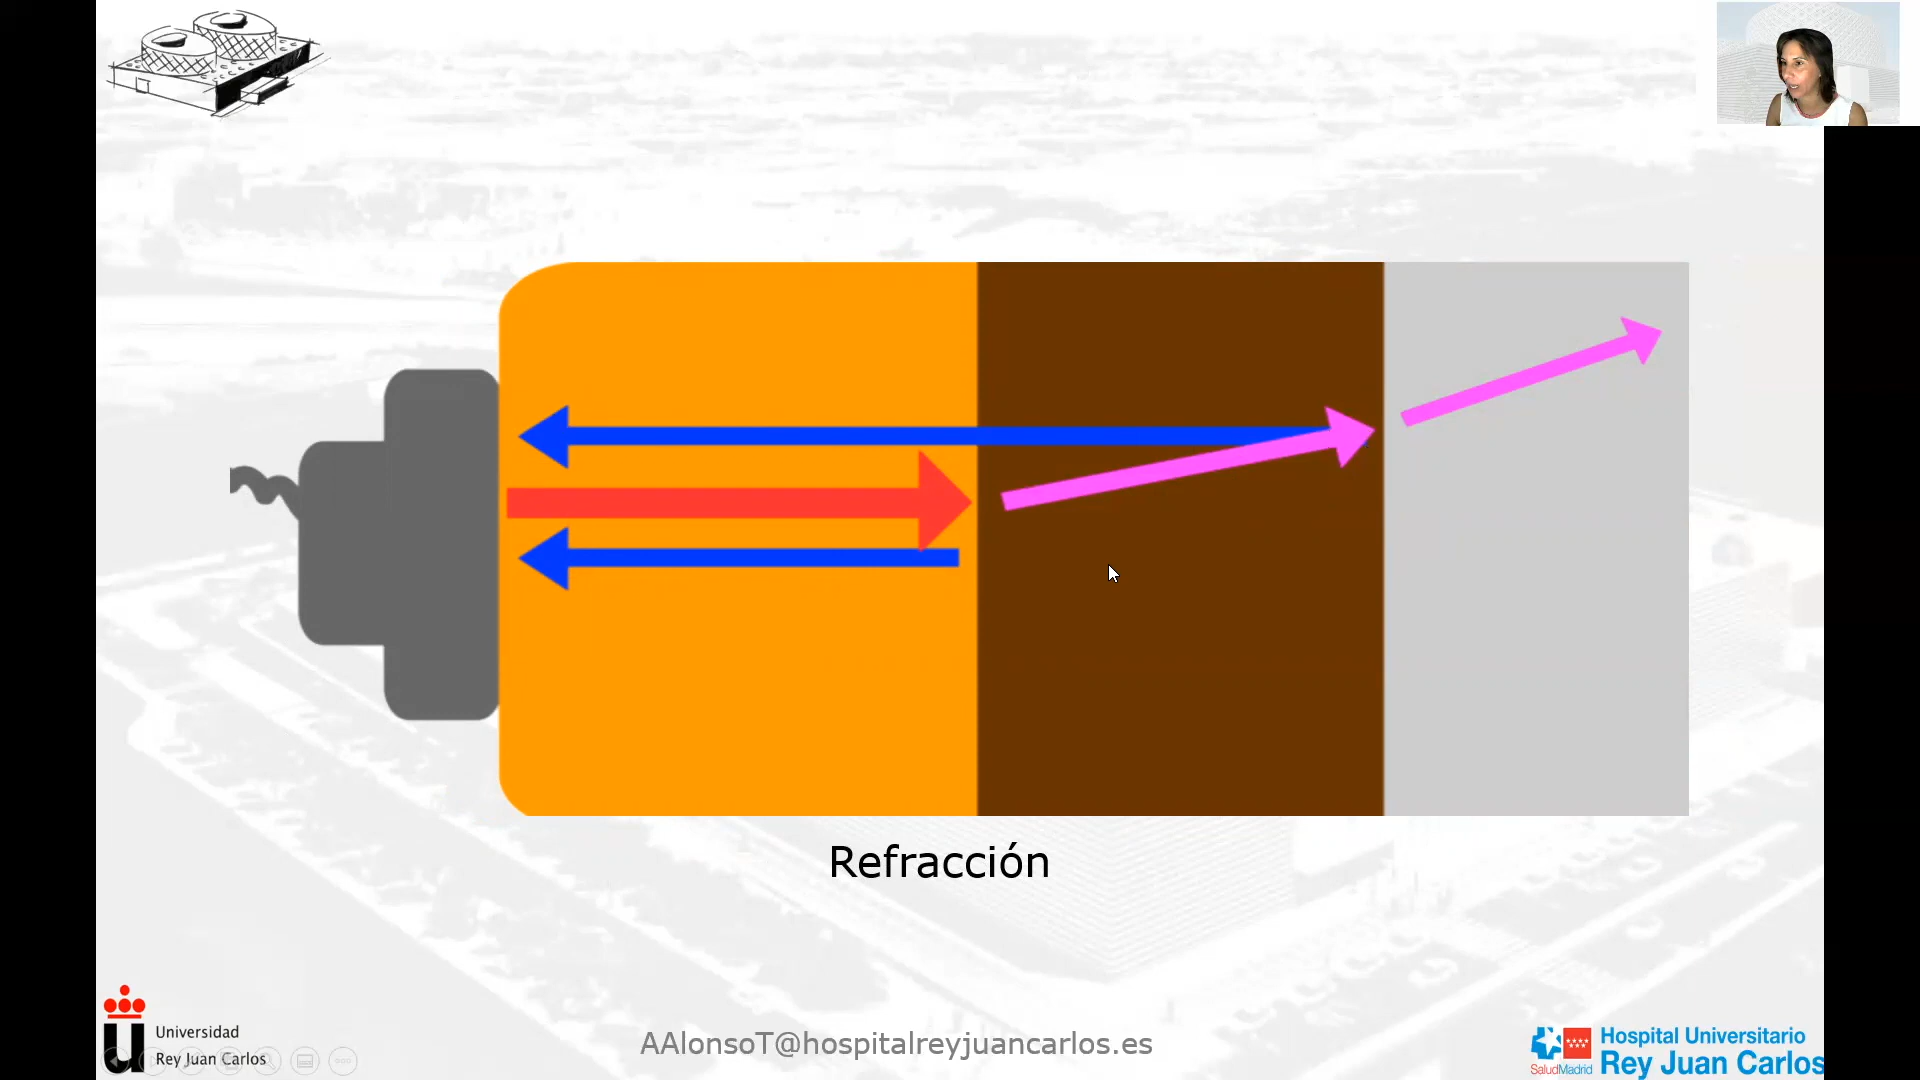 Refracción
Universidad
Rey Juan Carlos
AAlonsoT@hospitalreyjuancarlos.es
SaludMadrid
Hospital Universitario
Rey Juan Carlos